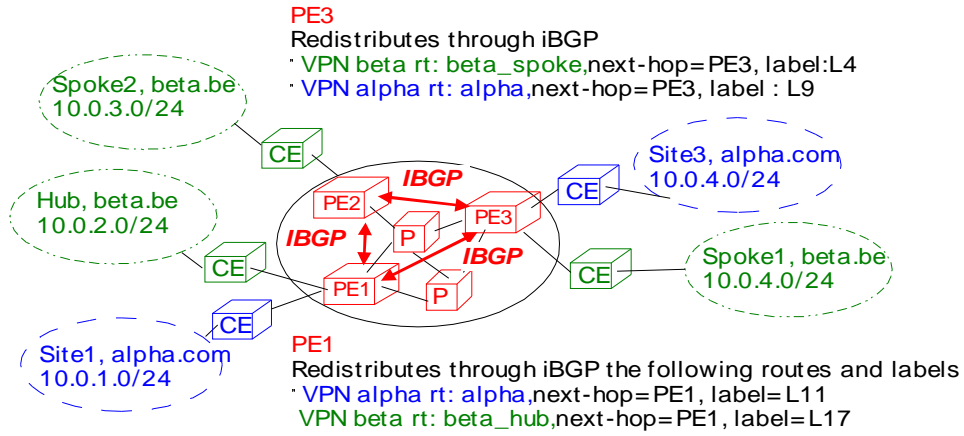 PE3
Redistributes through iBGP
" VPN beta rt: beta_spoke,next-hop=PE3, label:L4
" VPN alpha rt: alpha,next-hop=PE3, label : L9
Spoke2, beta.be
10.0.3.0/24
CE
Site3, alpha.com
10.0.4.0/24
CE
IBGP
PE2
PE3
Hub, beta.be
10.0.2.0/24
P
IBGP
IBGP
Spoke1, beta.be
10.0.4.0/24
CE
CE
PE1
P
CE
Site1, alpha.com
10.0.1.0/24
PE1
Redistributes through iBGP the following routes and labels
" VPN alpha rt: alpha,next-hop=PE1, label=L11
VPN beta rt: beta_hub,next-hop=PE1, label=L17